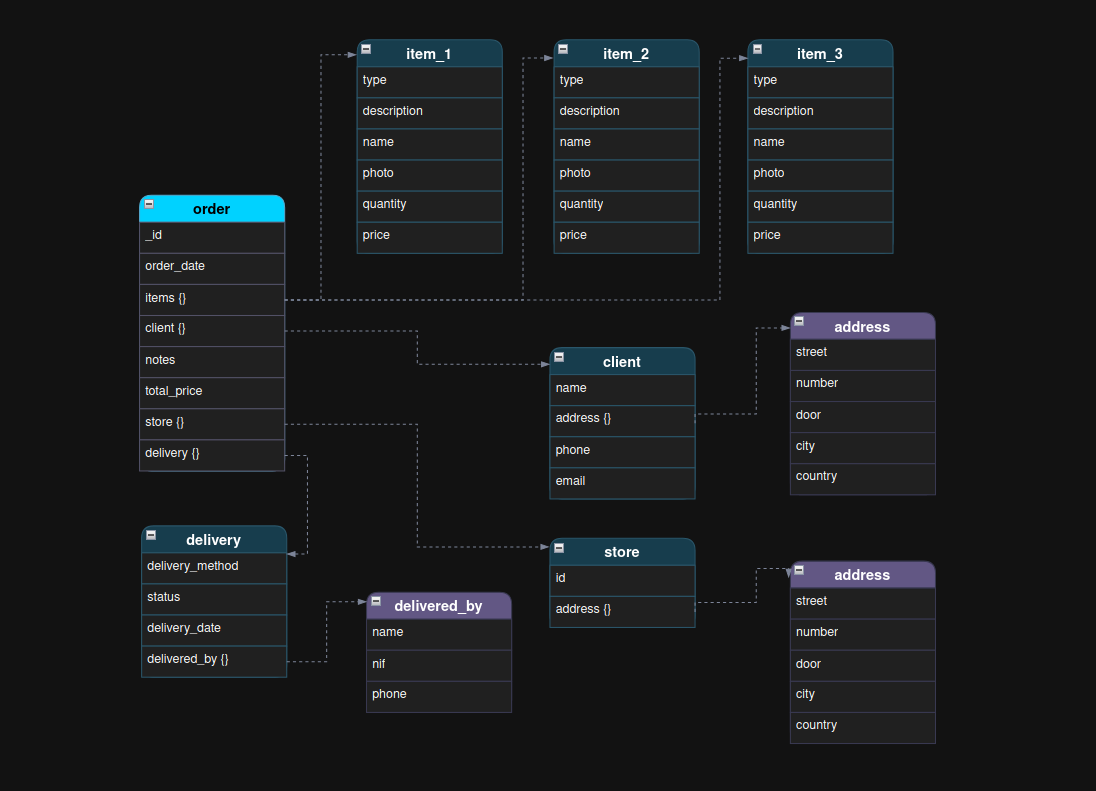 item_1
type
description
name
photo
quantity
price
item_2
type
description
name
photo
quantity
price
item_3
type
description
name
photo
quantity
price
order
_id
order_date
items {}
client {}
notes
total_price
store {}
delivery {}
client
name
address {}
phone
email
address
street
number
door
city
country
delivery
delivery_method
status
delivery_date
delivered_by {}
delivered_by
name
nif
phone
store
id
address {}
address
street
number
door
city
country